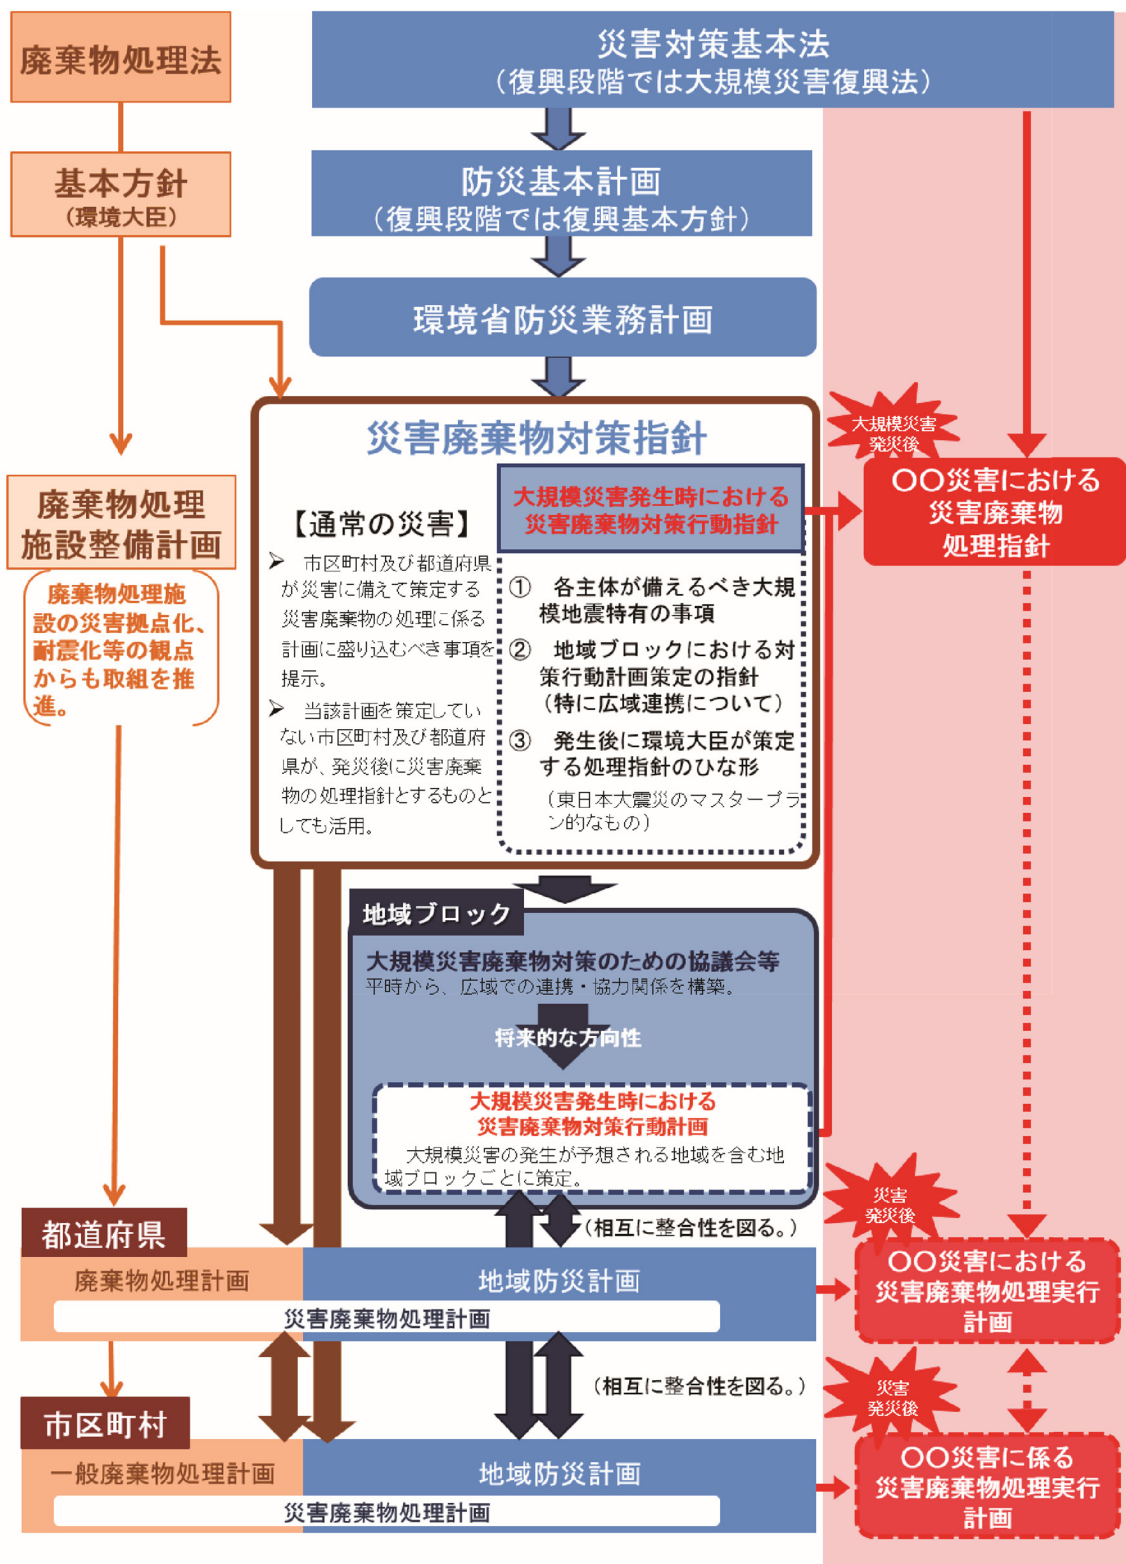 廃棄物処理法
災害対策基本法
（復興段階では大規模災害復興法）
基本方針
（環境大臣）
防災基本計画
（復興段階では復興基本方針）
環境省防災業務計画
災害廃棄物対策指針
【通常の災害】
➢ 市区町村及び都道府県
が災害に備えて策定する
災害廃棄物の処理に係る
計画に盛り込むべき事項を
提示。
➢ 当該計画を策定してい
ない市区町村及び都道府
県が、発災後に災害廃棄
物の処理指針とするものと
しても活用。
大規模災害発生時における
災害廃棄物対策行動指針
① 各主体が備えるべき大規
模地震特有の事項
② 地域ブロックにおける対
策行動計画策定の指針
（特に広域連携について）
③ 発生後に環境大臣が策定
する処理指針のひな形
（東日本大震災のマスタープラ
ン的なもの）
大規模災害
発災後
〇〇災害における
災害廃棄物
処理指針
廃棄物処理
施設整備計画
廃棄物処理施
設の災害拠点化、
耐震化等の観点
からも取組を推
進。
地域ブロック
大規模災害廃棄物対策のための協議会等
平時から、広域での連携・協力関係を構築。
将来的な方向性
大規模災害発生時における
災害廃棄物対策行動計画
大規模災害の発生が予想される地域を含む地
域ブロックごとに策定。
（相互に整合性を図る。）
都道府県
廃棄物処理計画
地域防災計画
災害廃棄物処理計画
災害
発災後
〇〇災害における
災害廃棄物処理実行
計画
（相互に整合性を図る。）
市区町村
一般廃棄物処理計画
地域防災計画
災害廃棄物処理計画
災害
発災後
〇〇災害に係る
災害廃棄物処理実行
計画